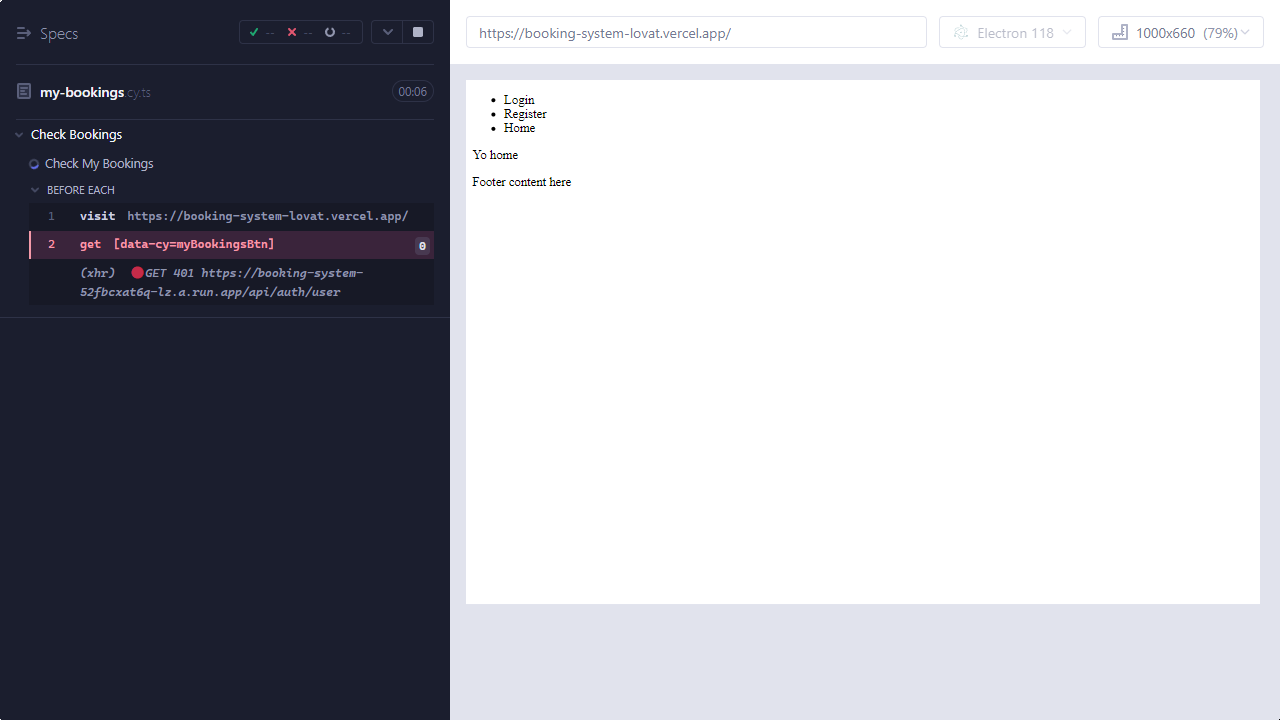 Specs
-- -- --
my-bookings.cy.ts 00:06
Check Bookings
Check My Bookings
BEFORE EACH
1 visit https://booking-system-lovat.vercel.app/
2 get [data-cy=myBookingsBtn] 0
(xhr) GET 401 https://booking-system-
52fbcxat6q-lz.a.run.app/api/auth/user
https://booking-system-lovat.vercel.app/
Electron 118
1000x660 (79%)
• Login
• Register
• Home
Yo home
Footer content here